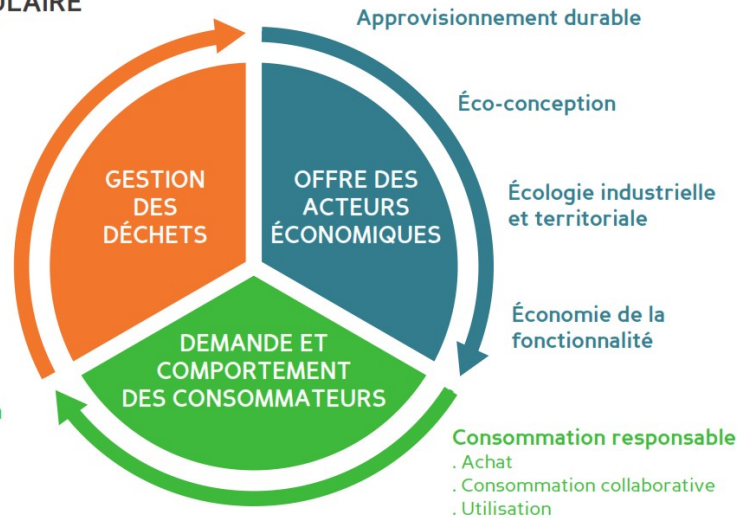 Approvisionnement durable
Éco-conception
Écologie industrielle
et territoriale
Économie de la
fonctionnalité
GESTION
DES
DÉCHETS
OFFRE DES
ACTEURS
ÉCONOMIQUES
DEMANDE ET
COMPORTEMENT
DES CONSOMMATEURS
Consommation responsable
. Achat
. Consommation collaborative
. Utilisation